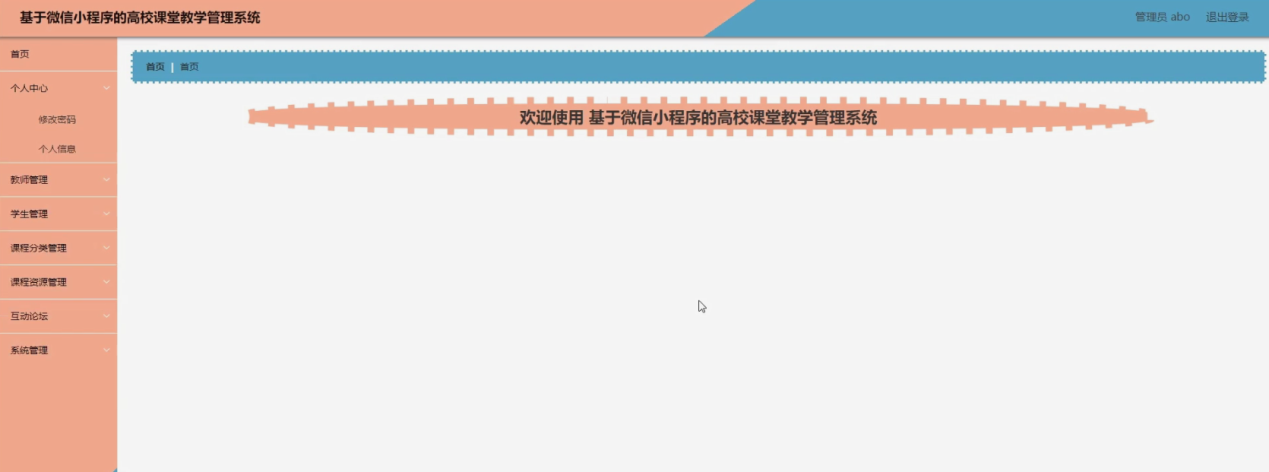 基于微信小程序的高校课堂教学管理系统
管理员 abo 退出登录
首页
个人中心
修改密码
个人信息
教师管理
学生管理
课程分类管理
课程资源管理
互动论坛
系统管理
首页 | 首页
欢迎使用 基于微信小程序的高校课堂教学管理系统